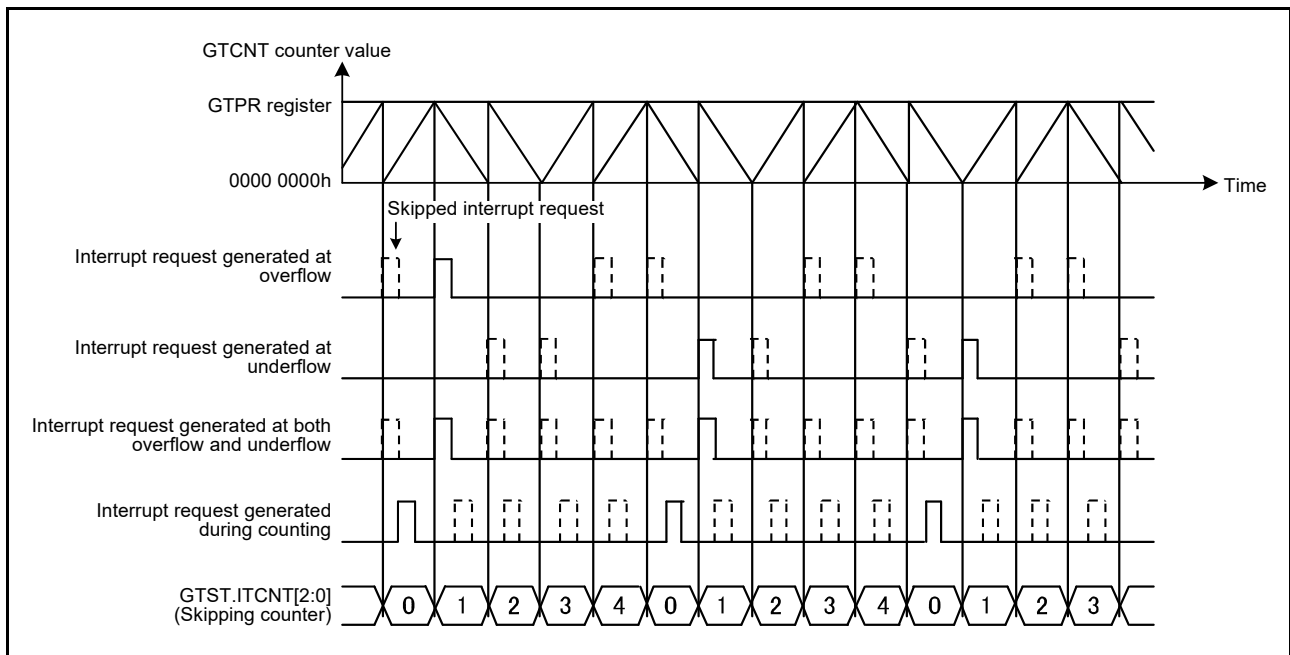 GTCNT counter value
GTPR register
0000 0000h
Time
Skipped interrupt request
Interrupt request generated at
overflow
Interrupt request generated at
underflow
Interrupt request generated at both
overflow and underflow
Interrupt request generated
during counting
GTST.ITCNT[2:0]
(Skipping counter)
0 1 2 3 4 0 1 2 3 4 0 1 2 3